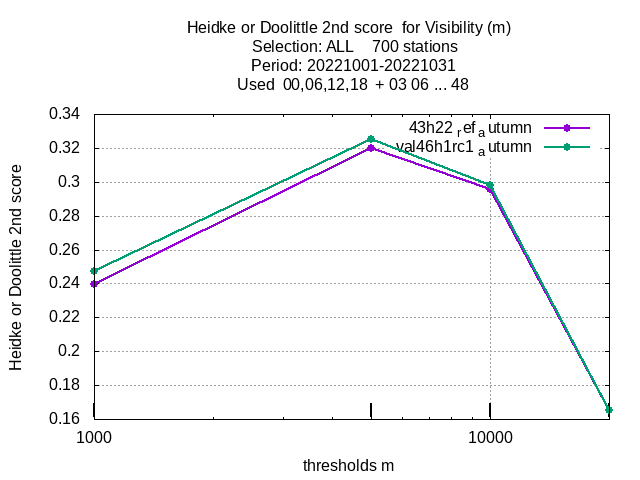 Heidke or Doolittle 2nd score  for Visibility (m)
Selection: ALL    700 stations
Period: 20221001-20221031
Used  00,06,12,18  + 03 06 ... 48
43h22 ref autumn
val46h1rc1 autumn
Heidke or Doolittle 2nd score
0.34
0.32
0.3
0.28
0.26
0.24
0.22
0.2
0.18
0.16
1000
10000
thresholds m